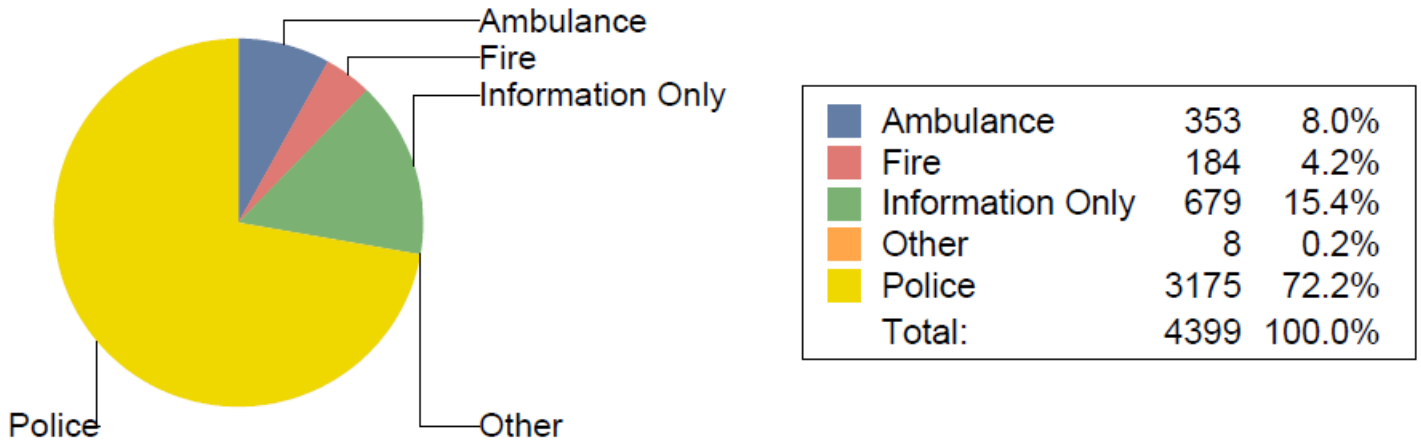 Ambulance
Fire
Information Only
Police
Other
Ambulance 353 8.0%
Fire 184 4.2%
Information Only 679 15.4%
Other 8 0.2%
Police 3175 72.2%
Total: 4399 100.0%